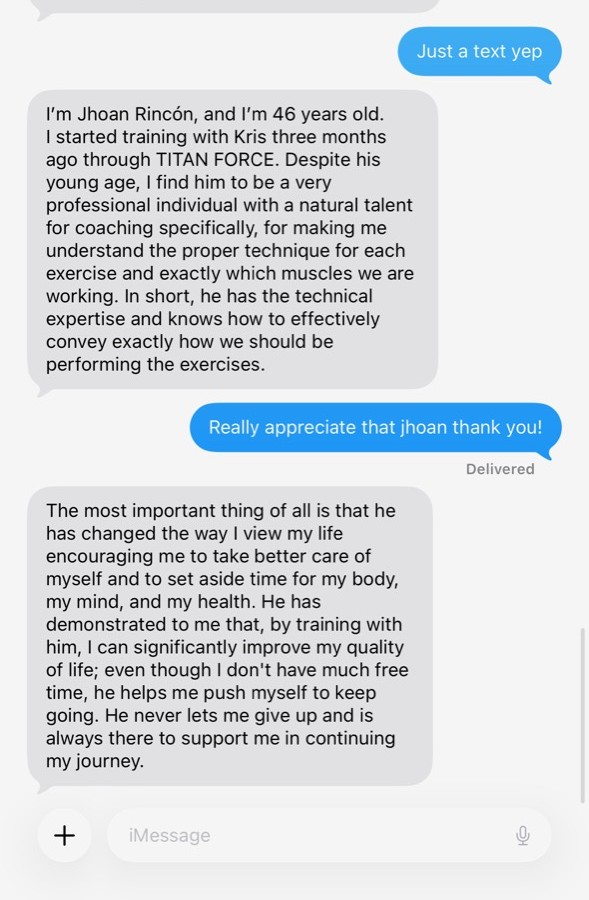 Just a text yep
I’m Jhoan Rincón, and I’m 46 years old.
I started training with Kris three months
ago through TITAN FORCE. Despite his
young age, I find him to be a very
professional individual with a natural talent
for coaching specifically, for making me
understand the proper technique for each
exercise and exactly which muscles we are
working. In short, he has the technical
expertise and knows how to effectively
convey exactly how we should be
performing the exercises.
Really appreciate that jhoan thank you!
Delivered
The most important thing of all is that he
has changed the way I view my life
encouraging me to take better care of
myself and to set aside time for my body,
my mind, and my health. He has
demonstrated to me that, by training with
him, I can significantly improve my quality
of life; even though I don't have much free
time, he helps me push myself to keep
going. He never lets me give up and is
always there to support me in continuing
my journey.
iMessage